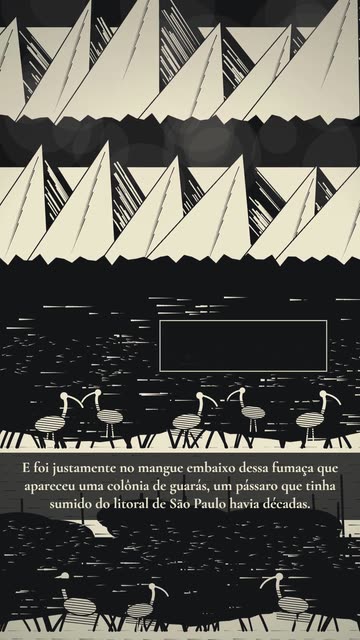 E foi justamente no mangue embaixo dessa fumaça que
apareceu uma colônia de guarás, um pássaro que tinha
sumido do litoral de São Paulo havia décadas.